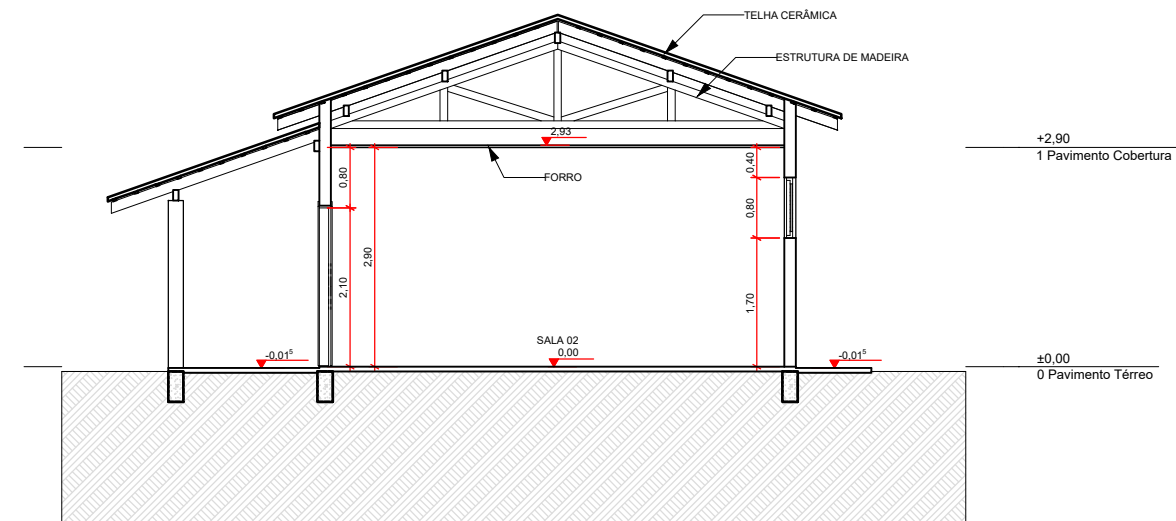 TELHA CERÂMICA
ESTRUTURA DE MADEIRA
2,93
+2,90
1 Pavimento Cobertura
FORRO
0,80
2,90
2,10
0,40
0,80
1,70
SALA 02
0,00
-0,01⁵
-0,01⁵
±0,00
0 Pavimento Térreo